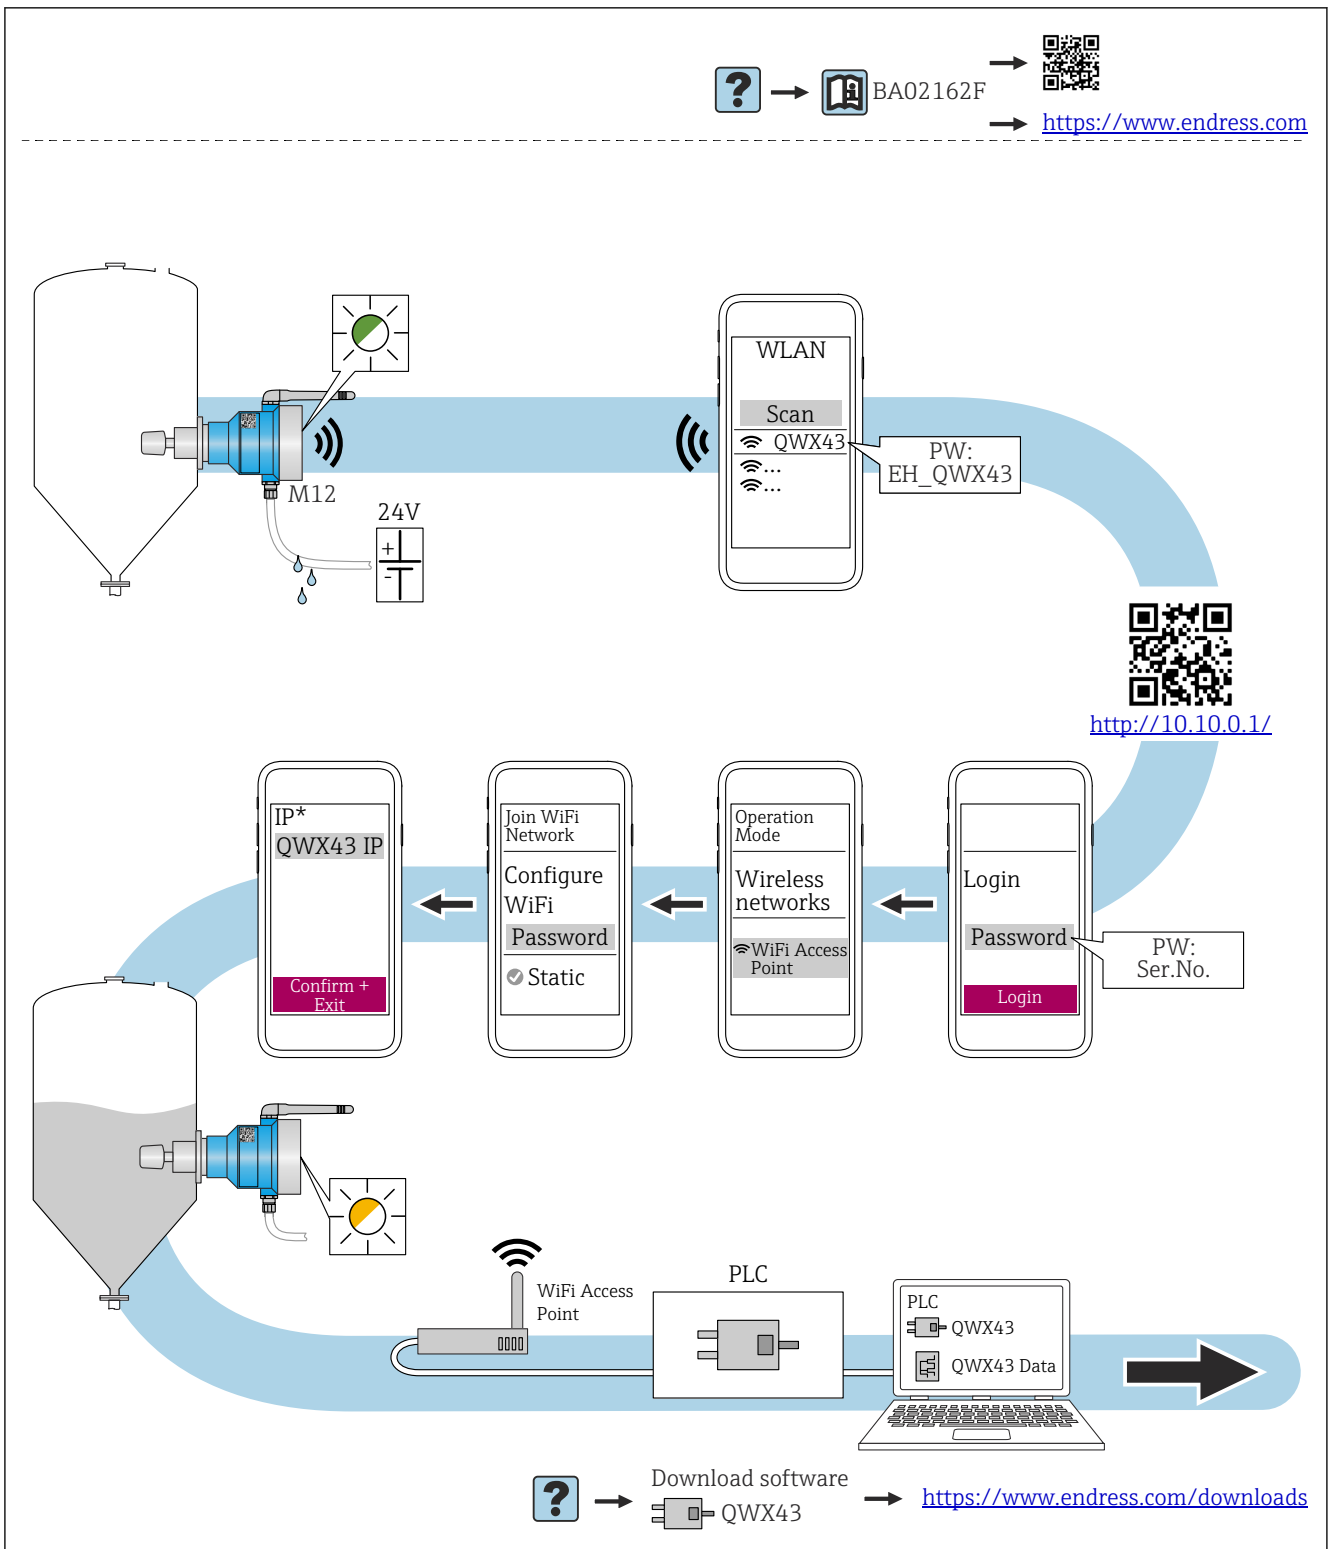 BA02162F
https://www.endress.com
WLAN
Scan
QWX43
...
...
PW:
EH_QWX43
M12
24V
+
-
http://10.10.0.1/
IP*
QWX43 IP
Confirm +
Exit
Join WiFi
Network
Configure
WiFi
Password
Static
Operation
Mode
Wireless
networks
WiFi Access
Point
Login
Password
Login
PW:
Ser.No.
WiFi Access
Point
PLC
PLC
QWX43
QWX43 Data
Download software
QWX43
https://www.endress.com/downloads